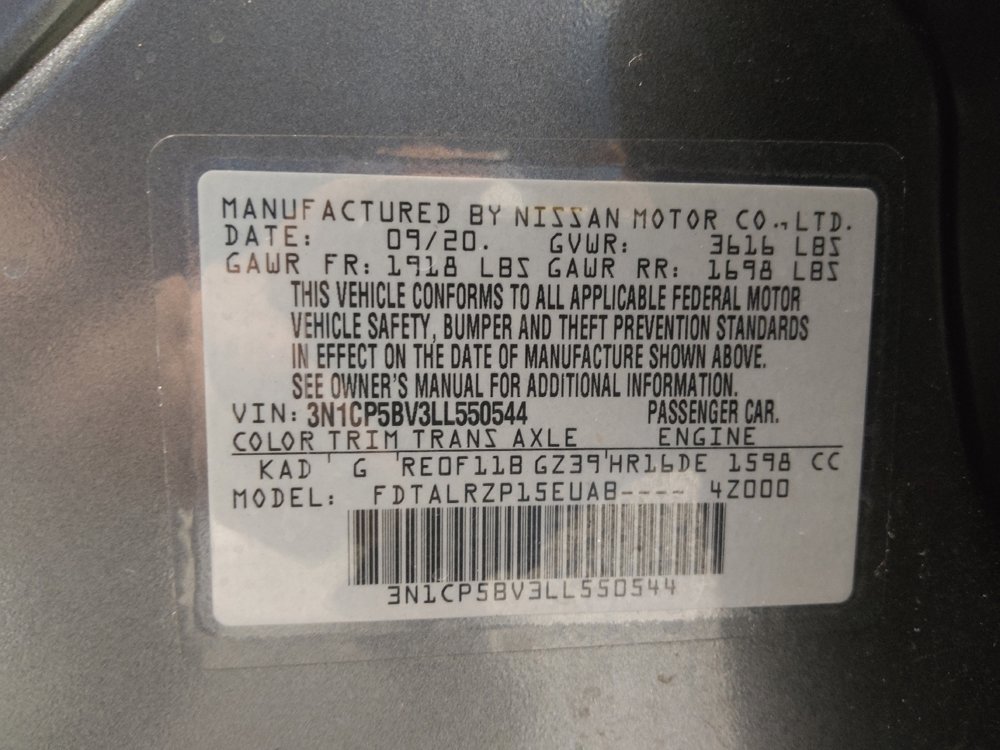 MANUFACTURED BY NISSAN MOTOR CO.,LTD.
DATE: 09/20. GVWR: 3616 LBS
GAWR FR: 1918 LBS GAWR RR: 1698 LBS
THIS VEHICLE CONFORMS TO ALL APPLICABLE FEDERAL MOTOR
VEHICLE SAFETY, BUMPER AND THEFT PREVENTION STANDARDS
IN EFFECT ON THE DATE OF MANUFACTURE SHOWN ABOVE.
SEE OWNER'S MANUAL FOR ADDITIONAL INFORMATION.
VIN: 3N1CP5BV3LL550544 PASSENGER CAR.
COLOR TRIM TRANS AXLE ENGINE
KAD ' G ' RE0F11B GZ39'HR16DE 1598 CC
MODEL: FDTALRZP15EUAB---- 4Z000
3N1CP5BV3LL550544